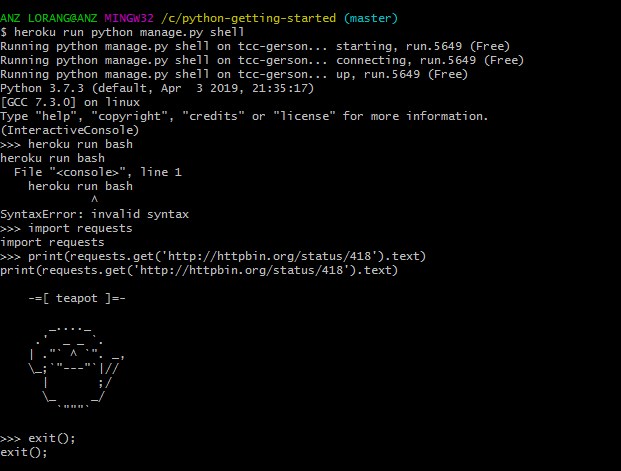 ANZ LORANG@ANZ MINGW32 /c/python-getting-started (master)
$ heroku run python manage.py shell
Running python manage.py shell on tcc-gerson... starting, run.5649 (Free)
Running python manage.py shell on tcc-gerson... connecting, run.5649 (Free)
Running python manage.py shell on tcc-gerson... up, run.5649 (Free)
Python 3.7.3 (default, Apr  3 2019, 21:35:17)
[GCC 7.3.0] on linux
Type "help", "copyright", "credits" or "license" for more information.
(InteractiveConsole)
>>> heroku run bash
heroku run bash
  File "<console>", line 1
    heroku run bash
             ^
SyntaxError: invalid syntax
>>> import requests
import requests
>>> print(requests.get('http://httpbin.org/status/418').text)
print(requests.get('http://httpbin.org/status/418').text)

    -=[ teapot ]=-

       _...._
     .'  _ _ `.
    | ."` ^ `". _,
    \_;`"---"`|//
      |       ;/
      \_     _/
        `"""`

>>> exit();
exit();